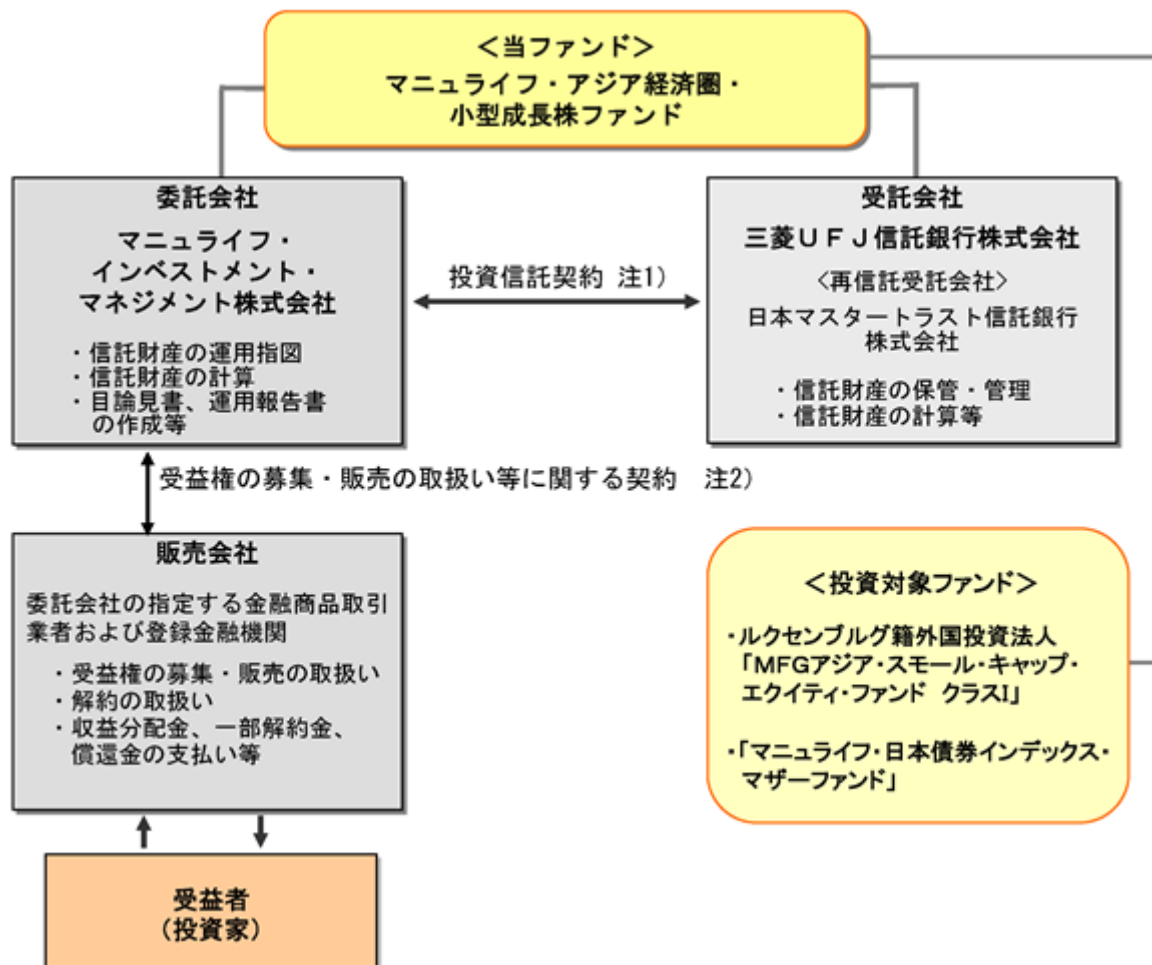 ＜当ファンド＞
マニュライフ・アジア経済圏・
小型成長株ファンド
委託会社
マニュライフ・
インベストメント・
マネジメント株式会社
・信託財産の運用指図
・信託財産の計算
・目論見書、運用報告書
の作成等
投資信託契約 注1）
受託会社
三菱ＵＦＪ信託銀行株式会社
〈再信託受託会社〉
日本マスタートラスト信託銀行
株式会社
・信託財産の保管・管理
・信託財産の計算等
受益権の募集・販売の取扱い等に関する契約　注2）
販売会社
委託会社の指定する金融商品取引
業者および登録金融機関
・受益権の募集・販売の取扱い
・解約の取扱い
・収益分配金、一部解約金、
償還金の支払い等
＜投資対象ファンド＞
・ルクセンブルグ籍外国投資法人
「MFGアジア・スモール・キャップ・
エクイティ・ファンド クラスI」
・「マニュライフ・日本債券インデックス・
マザーファンド」
受益者
（投資家）